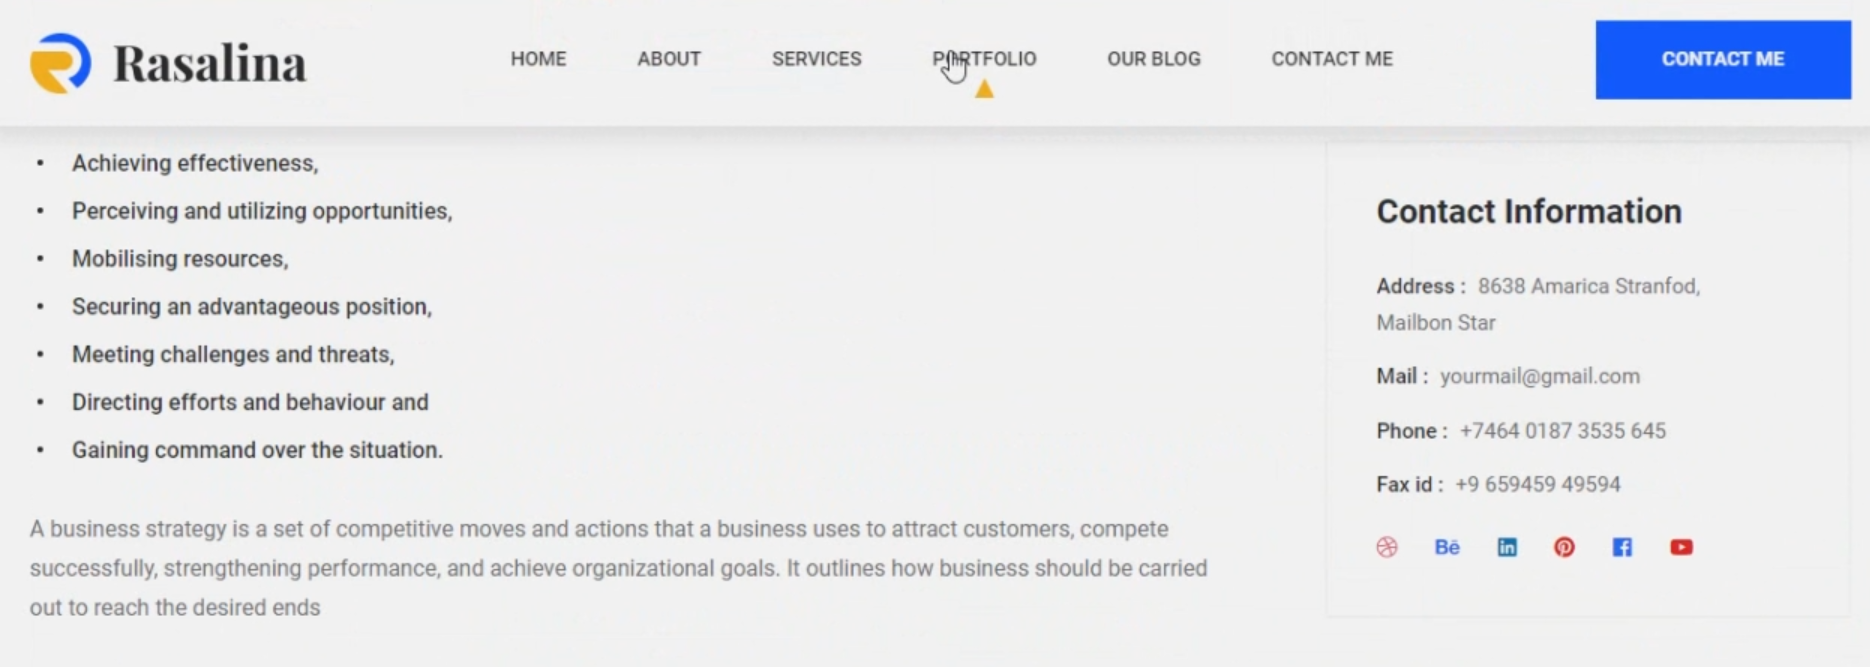 Rasalina
HOME ABOUT SERVICES PORTFOLIO OUR BLOG CONTACT ME
CONTACT ME
• Achieving effectiveness,
• Perceiving and utilizing opportunities,
• Mobilising resources,
• Securing an advantageous position,
• Meeting challenges and threats,
• Directing efforts and behaviour and
• Gaining command over the situation.
A business strategy is a set of competitive moves and actions that a business uses to attract customers, compete
successfully, strengthening performance, and achieve organizational goals. It outlines how business should be carried
out to reach the desired ends
Contact Information
Address : 8638 Amarica Stranfod,
Mailbon Star
Mail : yourmail@gmail.com
Phone : +7464 0187 3535 645
Fax id : +9 659459 49594
Bē in